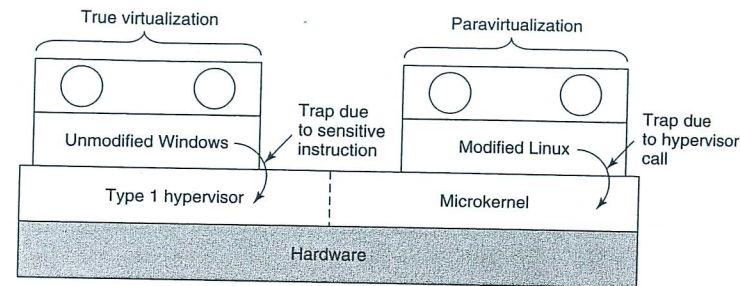 True virtualization
Paravirtualization
Trap due
to sensitive
instruction
Trap due
to hypervisor
call
Unmodified Windows
Modified Linux
Type 1 hypervisor
Microkernel
Hardware